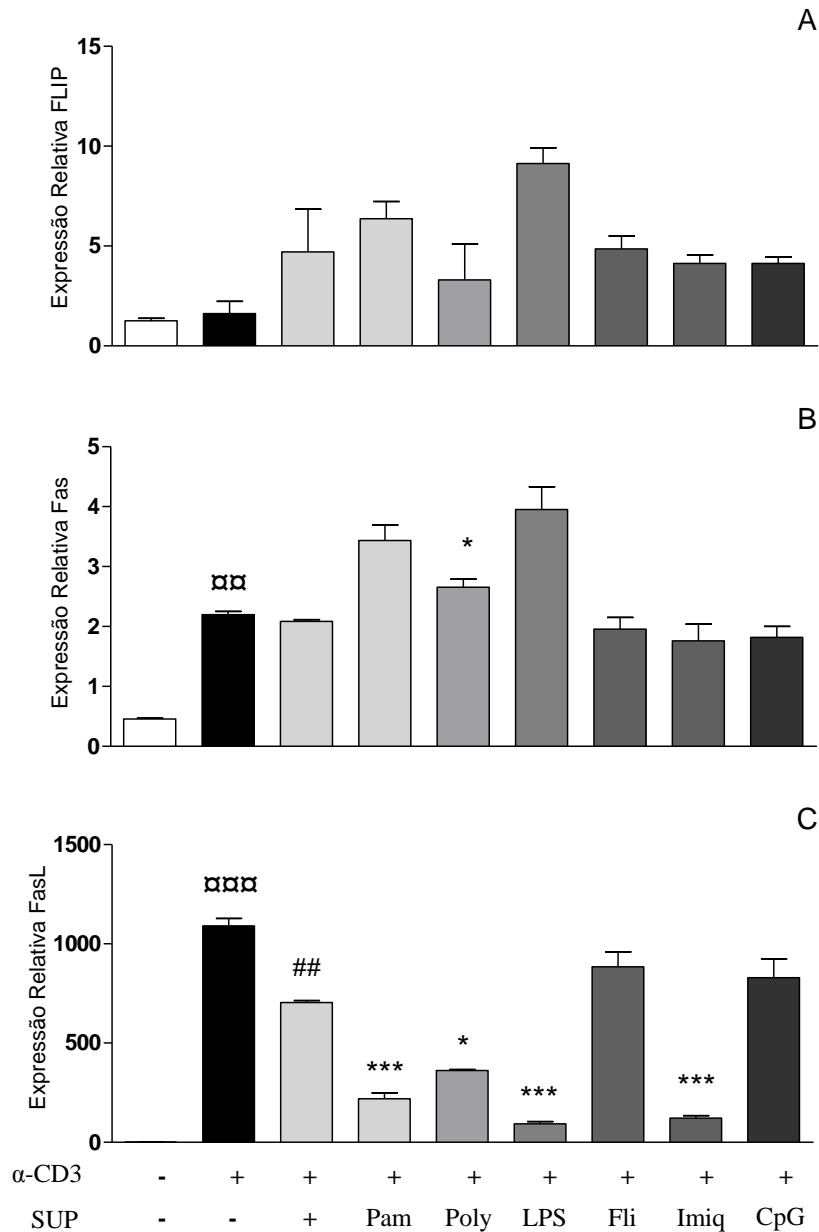 A
Expressão Relativa FLIP
15
10
5
0
B
Expressão Relativa Fas
5
4
3
2
1
0
¤¤
*
C
Expressão Relativa FasL
1500
1000
500
0
¤¤¤
##
***
*
***
***
α-CD3 - + + + + + + + +
SUP - - + Pam Poly LPS Fli Imiq CpG